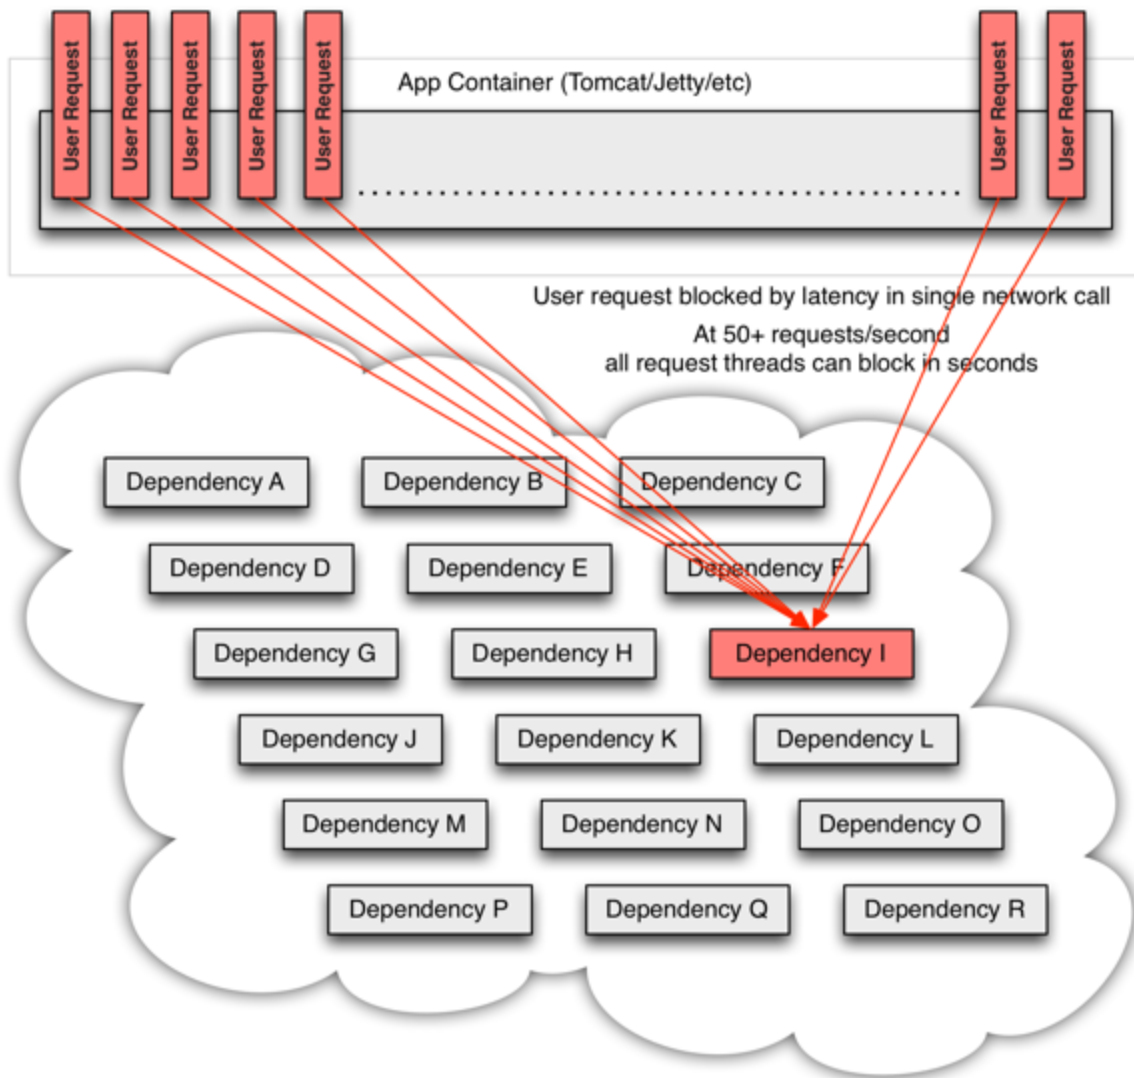 User Request
User Request
User Request
User Request
User Request
User Request
User Request
App Container (Tomcat/Jetty/etc)
User request blocked by latency in single network call
At 50+ requests/second
all request threads can block in seconds
Dependency A
Dependency B
Dependency C
Dependency D
Dependency E
Dependency F
Dependency G
Dependency H
Dependency I
Dependency J
Dependency K
Dependency L
Dependency M
Dependency N
Dependency O
Dependency P
Dependency Q
Dependency R